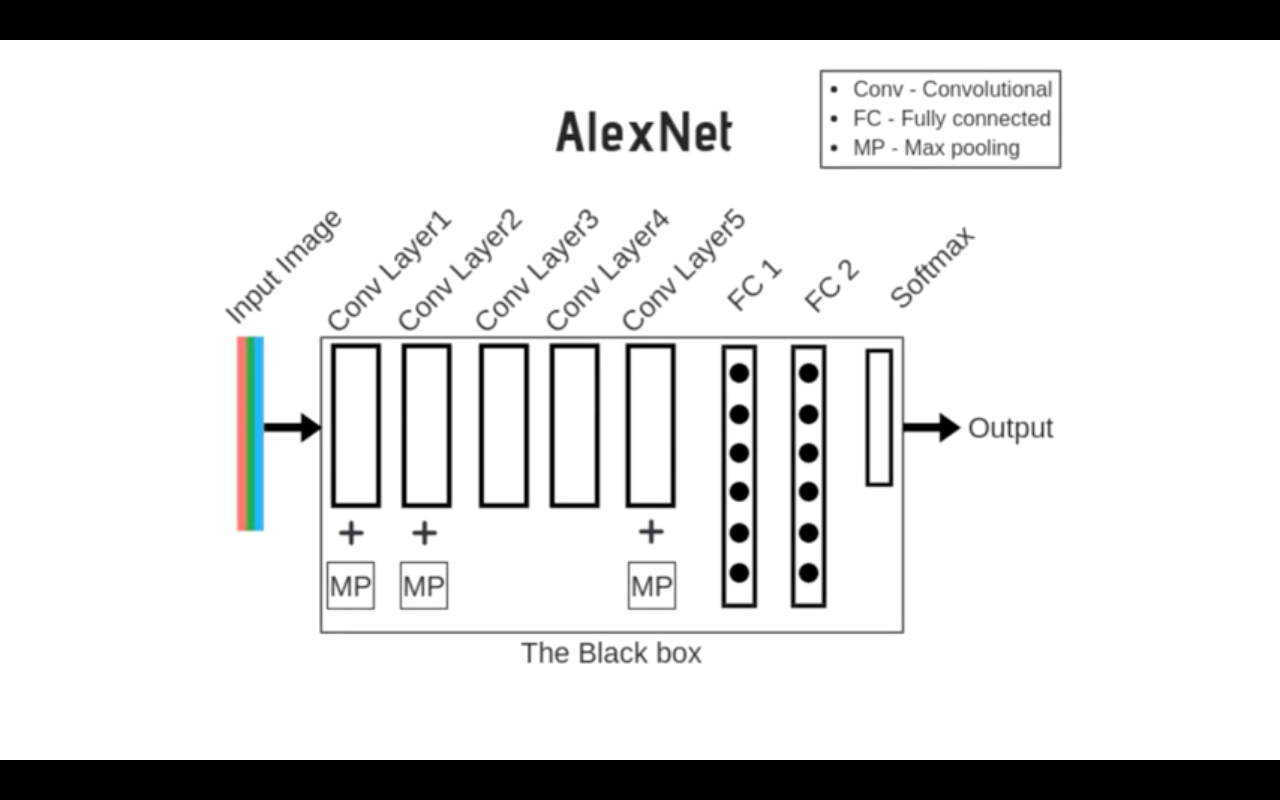 AlexNet
• Conv - Convolutional
• FC - Fully connected
• MP - Max pooling
Input Image
Conv Layer1
Conv Layer2
Conv Layer3
Conv Layer4
Conv Layer5
FC 1
FC 2
Softmax
Output
+ + +
MP MP MP
The Black box